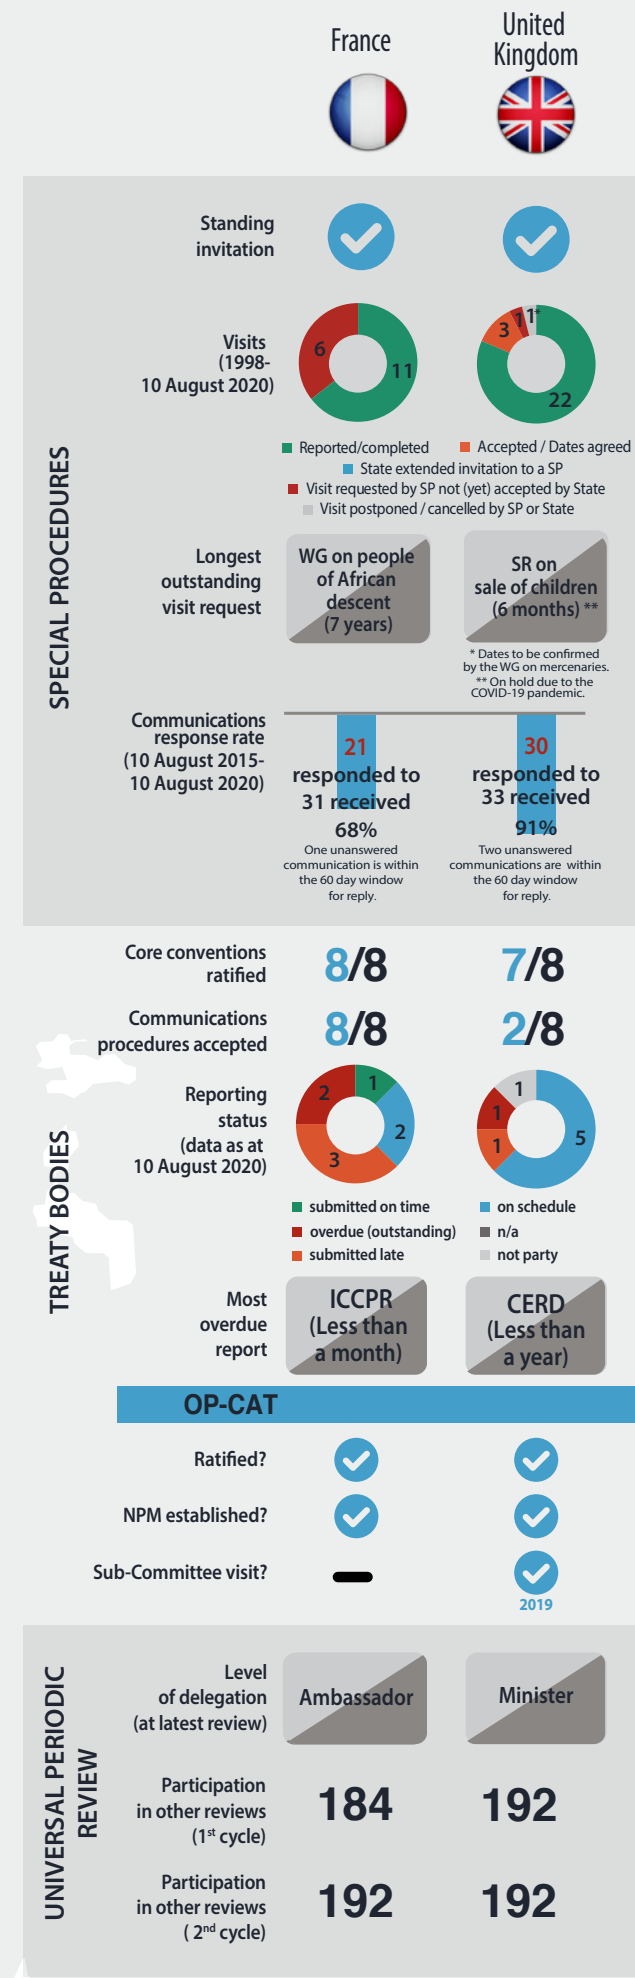 France
United
Kingdom
SPECIAL PROCEDURES
Standing
invitation
Visits
(1998-
10 August 2020)
6
11
3
1
1*
22
Reported/completed
Accepted / Dates agreed
State extended invitation to a SP
Visit requested by SP not (yet) accepted by State
Visit postponed / cancelled by SP or State
Longest
outstanding
visit request
WG on people
of African
descent
(7 years)
SR on
sale of children
(6 months) **
* Dates to be confirmed
by the WG on mercenaries.
** On hold due to the
COVID-19 pandemic.
Communications
response rate
(10 August 2015-
10 August 2020)
21
responded to
31 received
68%
One unanswered
communication is within
the 60 day window
for reply.
30
responded to
33 received
91%
Two unanswered
communications are within
the 60 day window
for reply.
TREATY BODIES
Core conventions
ratified
8/8
7/8
Communications
procedures accepted
8/8
2/8
Reporting
status
(data as at
10 August 2020)
2
1
2
3
1
1
1
5
submitted on time
on schedule
overdue (outstanding)
n/a
submitted late
not party
Most
overdue
report
ICCPR
(Less than
a month)
CERD
(Less than
a year)
OP-CAT
Ratified?
NPM established?
Sub-Committee visit?
2019
UNIVERSAL PERIODIC
REVIEW
Level
of delegation
(at latest review)
Ambassador
Minister
Participation
in other reviews
(1st cycle)
184
192
Participation
in other reviews
( 2nd cycle)
192
192